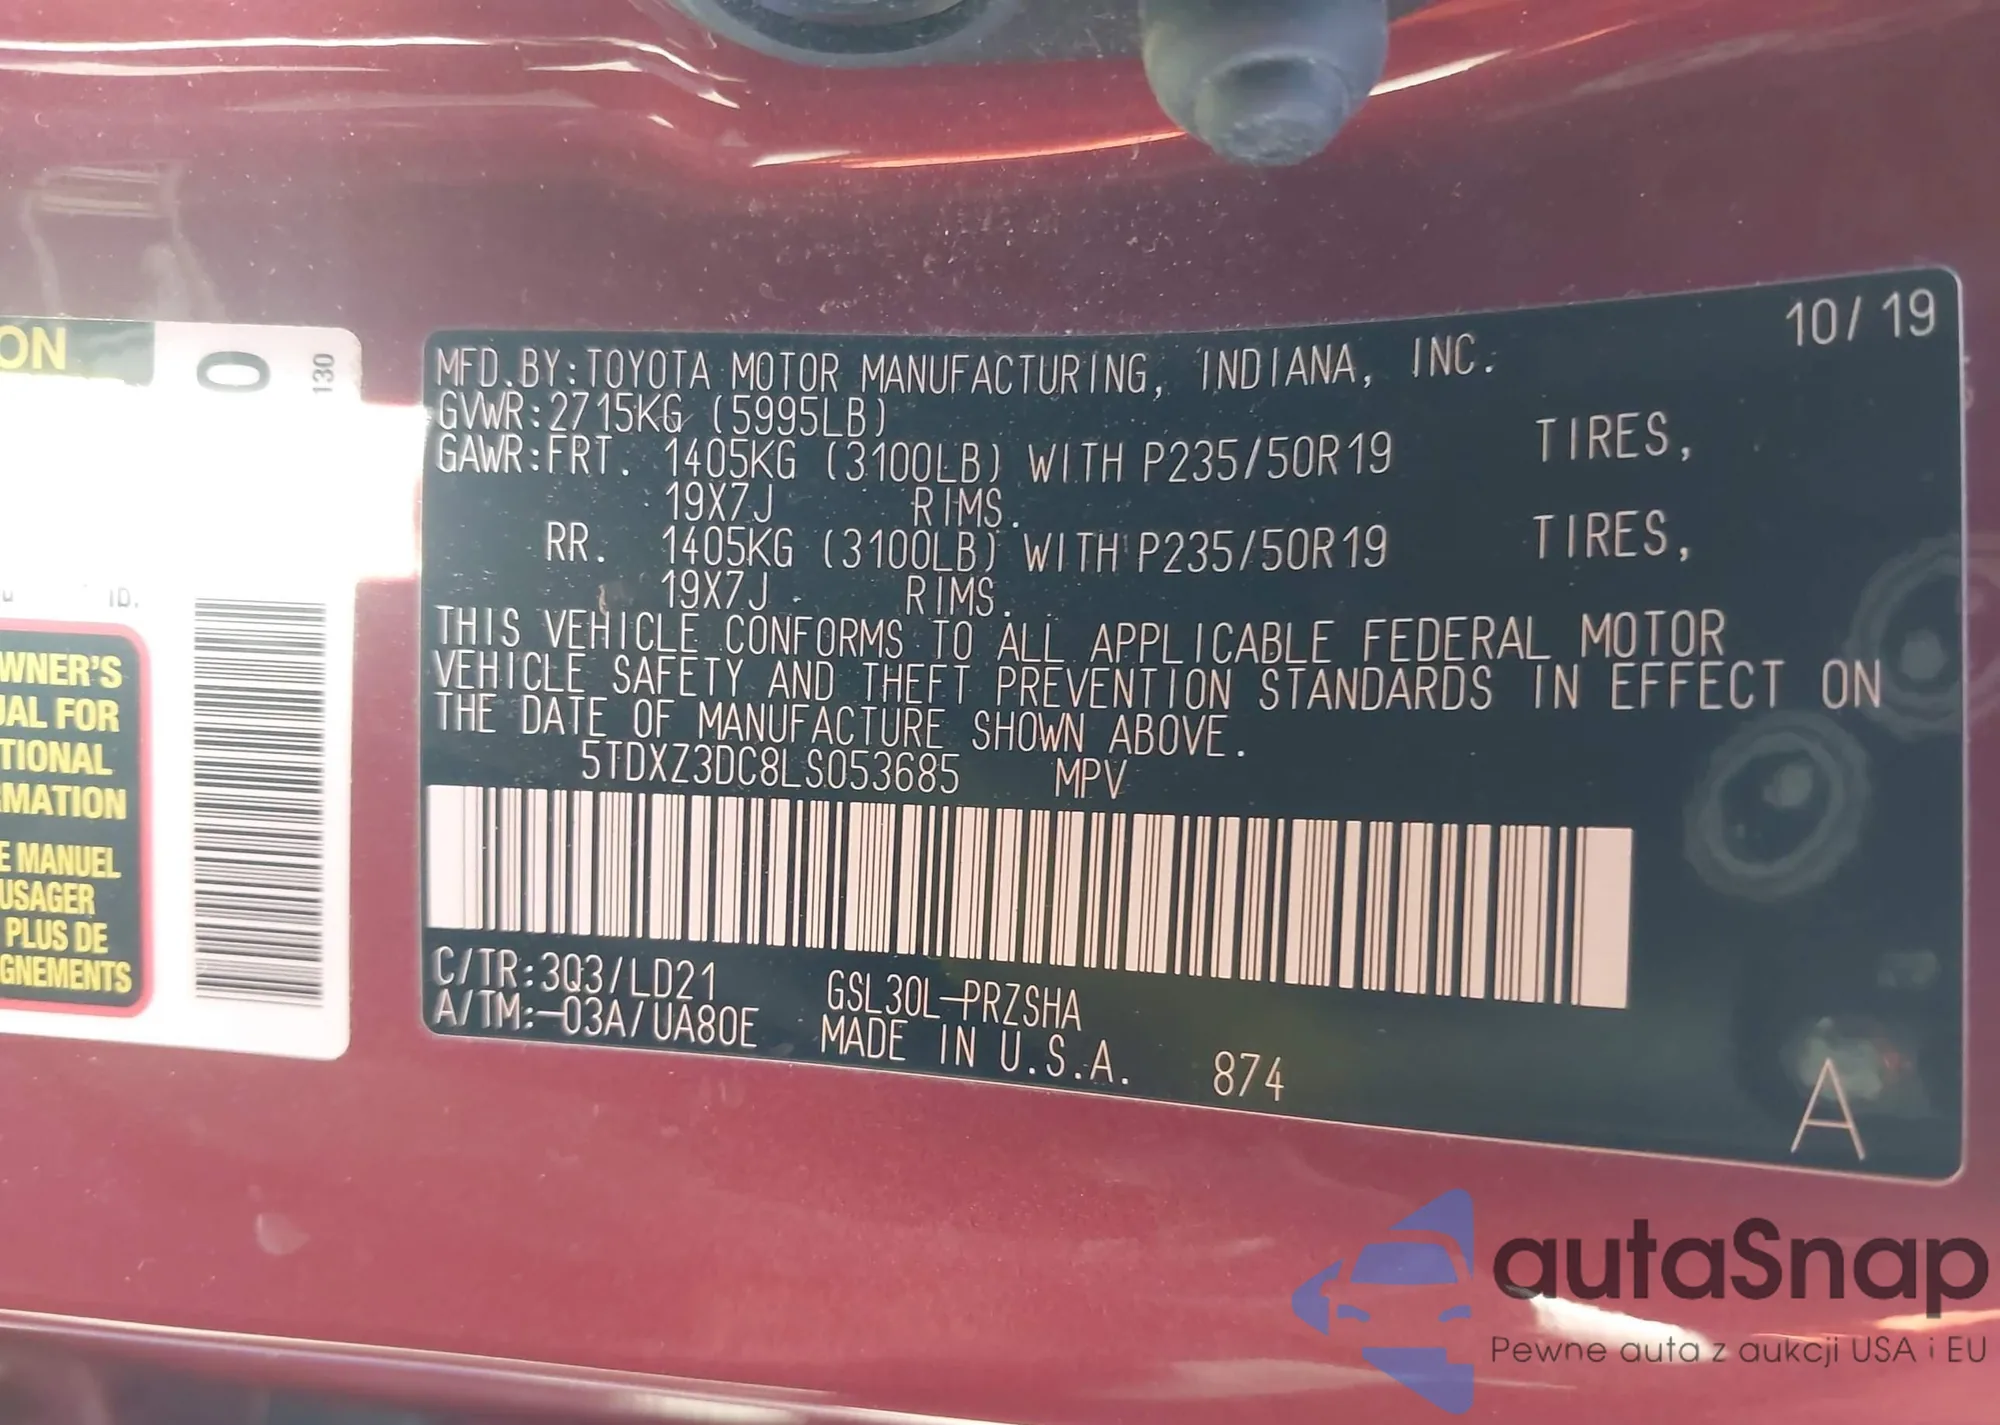 ON
0
130
ID.
WNER'S
UAL FOR
TIONAL
RMATION
E MANUEL
USAGER
PLUS DE
GNEMENTS
10/19
MFD.BY:TOYOTA MOTOR MANUFACTURING, INDIANA, INC.
GVWR:2715KG (5995LB)
GAWR:FRT. 1405KG (3100LB) WITH P235/50R19 TIRES,
19X7J RIMS.
RR. 1405KG (3100LB) WITH P235/50R19 TIRES,
19X7J RIMS.
THIS VEHICLE CONFORMS TO ALL APPLICABLE FEDERAL MOTOR
VEHICLE SAFETY AND THEFT PREVENTION STANDARDS IN EFFECT ON
THE DATE OF MANUFACTURE SHOWN ABOVE.
5TDXZ3DC8LS053685 MPV
C/TR:3Q3/LD21 GSL30L-PRZSHA
A/TM:-03A/UA80E MADE IN U.S.A. 874
A
autaSnap
Pewne auta z aukcji USA i EU